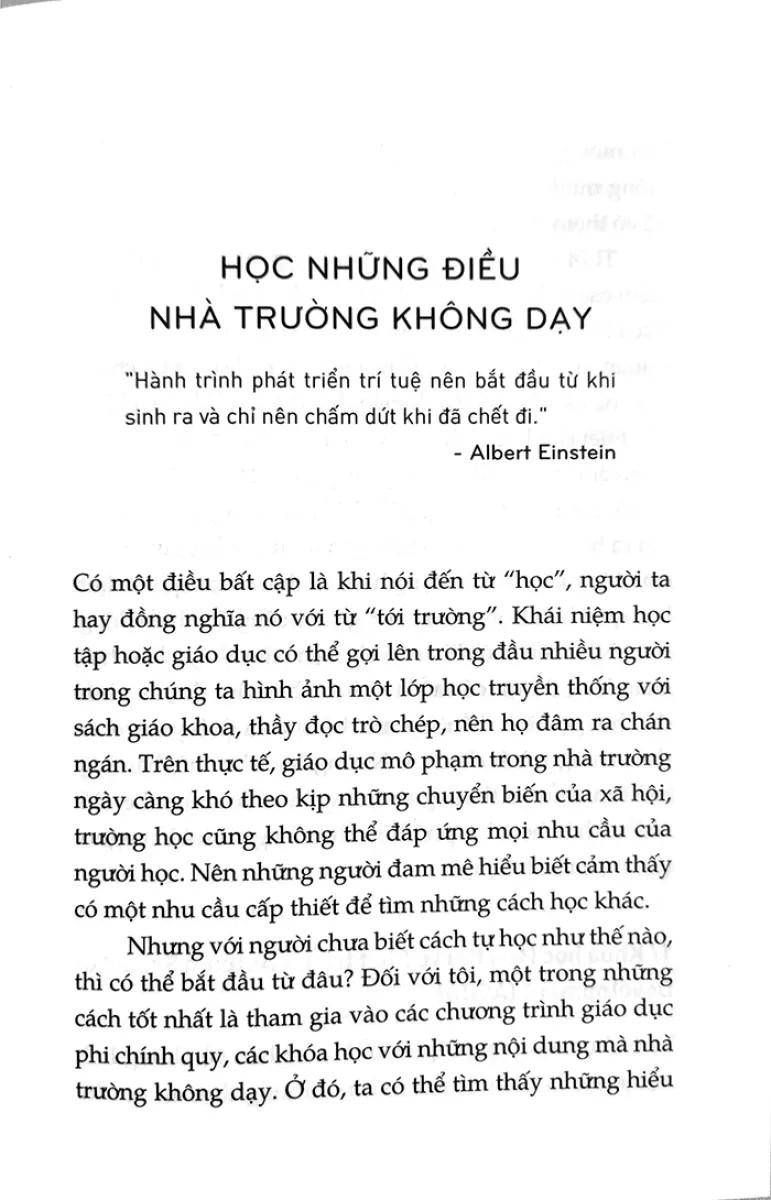 HỌC NHỮNG ĐIỀU
NHÀ TRƯỜNG KHÔNG DẠY
"Hành trình phát triển trí tuệ nên bắt đầu từ khi
sinh ra và chỉ nên chấm dứt khi đã chết đi."
- Albert Einstein
Có một điều bất cập là khi nói đến từ “học”, người ta
hay đồng nghĩa nó với từ “tới trường”. Khái niệm học
tập hoặc giáo dục có thể gợi lên trong đầu nhiều người
trong chúng ta hình ảnh một lớp học truyền thống với
sách giáo khoa, thầy đọc trò chép, nên họ đâm ra chán
ngán. Trên thực tế, giáo dục mô phạm trong nhà trường
ngày càng khó theo kịp những chuyển biến của xã hội,
trường học cũng không thể đáp ứng mọi nhu cầu của
người học. Nên những người đam mê hiểu biết cảm thấy
có một nhu cầu cấp thiết để tìm những cách học khác.
Nhưng với người chưa biết cách tự học như thế nào,
thì có thể bắt đầu từ đâu? Đối với tôi, một trong những
cách tốt nhất là tham gia vào các chương trình giáo dục
phi chính quy, các khóa học với những nội dung mà nhà
trường không dạy. Ở đó, ta có thể tìm thấy những hiểu